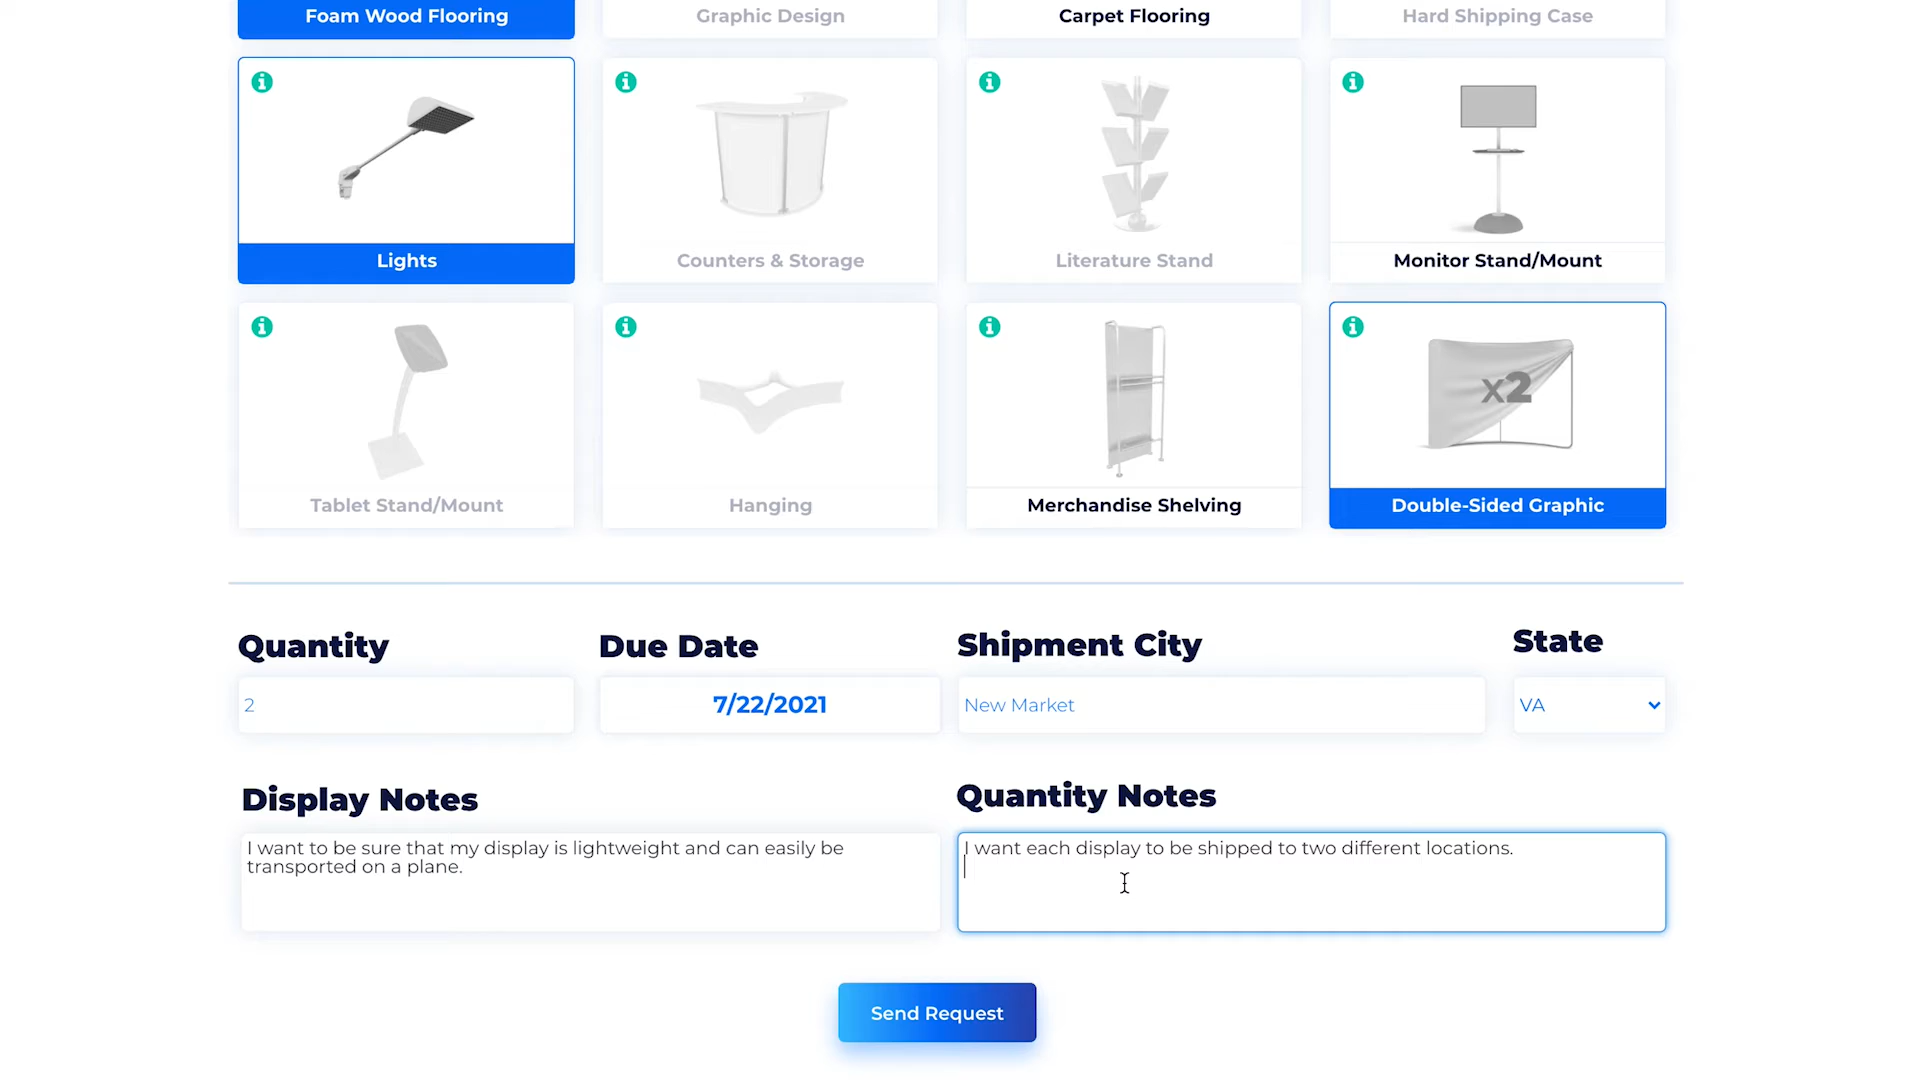 Foam Wood Flooring
Graphic Design
Carpet Flooring
Hard Shipping Case
Lights
Counters & Storage
Literature Stand
Monitor Stand/Mount
x2
Tablet Stand/Mount
Hanging
Merchandise Shelving
Double-Sided Graphic
Quantity
Due Date
Shipment City
State
2
7/22/2021
New Market
VA
Display Notes
I want to be sure that my display is lightweight and can easily be
transported on a plane.
Quantity Notes
I want each display to be shipped to two different locations.
Send Request